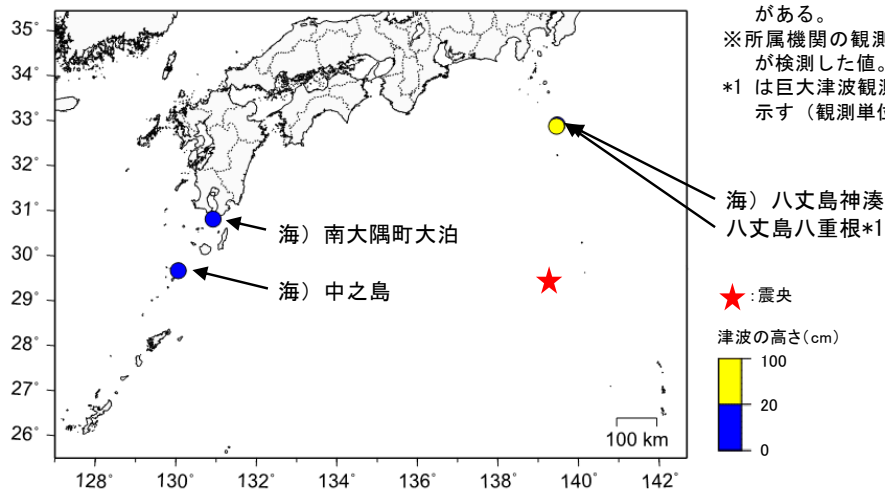 がある。
※所属機関の観測
が検測した値。
*1 は巨大津波観測
示す（観測単位
35°
34°
33°
32°
31°
30°
29°
28°
27°
26°
128°
130°
132°
134°
136°
138°
140°
142°
海）南大隅町大泊
海）中之島
海）八丈島神湊
八丈島八重根*1
：震央
津波の高さ(cm)
100
20
0
100 km